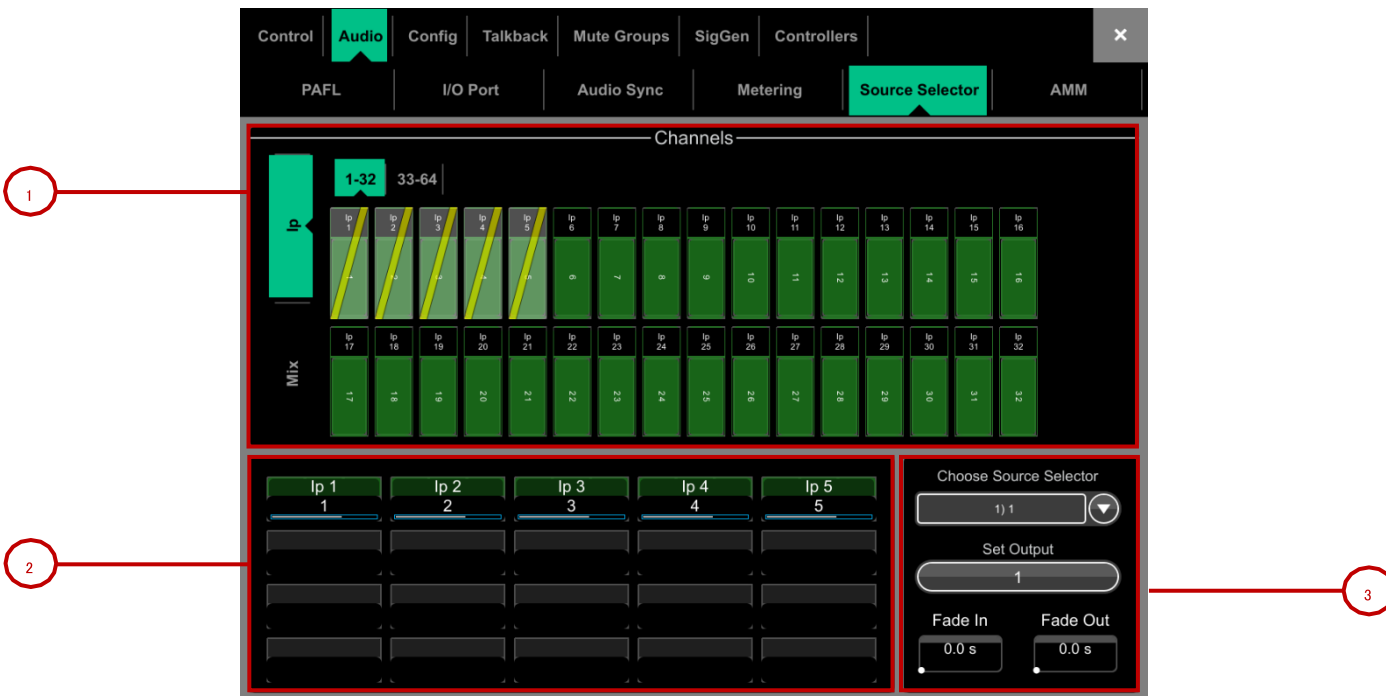 Control Audio Config Talkback Mute Groups SigGen Controllers ×
PAFL I/O Port Audio Sync Metering Source Selector AMM
Channels
1
Ip
1-32 33-64
Ip Ip Ip Ip Ip Ip Ip Ip Ip Ip Ip Ip Ip Ip Ip Ip
1 2 3 4 5 6 7 8 9 10 11 12 13 14 15 16
1 2 3 4 5 6 7 8 9 10 11 12 13 14 15 16
Mix
Ip Ip Ip Ip Ip Ip Ip Ip Ip Ip Ip Ip Ip Ip Ip Ip
17 18 19 20 21 22 23 24 25 26 27 28 29 30 31 32
17 18 19 20 21 22 23 24 25 26 27 28 29 30 31 32
2
Ip 1 Ip 2 Ip 3 Ip 4 Ip 5
1 2 3 4 5
Choose Source Selector
1) 1
Set Output
1
Fade In Fade Out
0.0 s 0.0 s
3